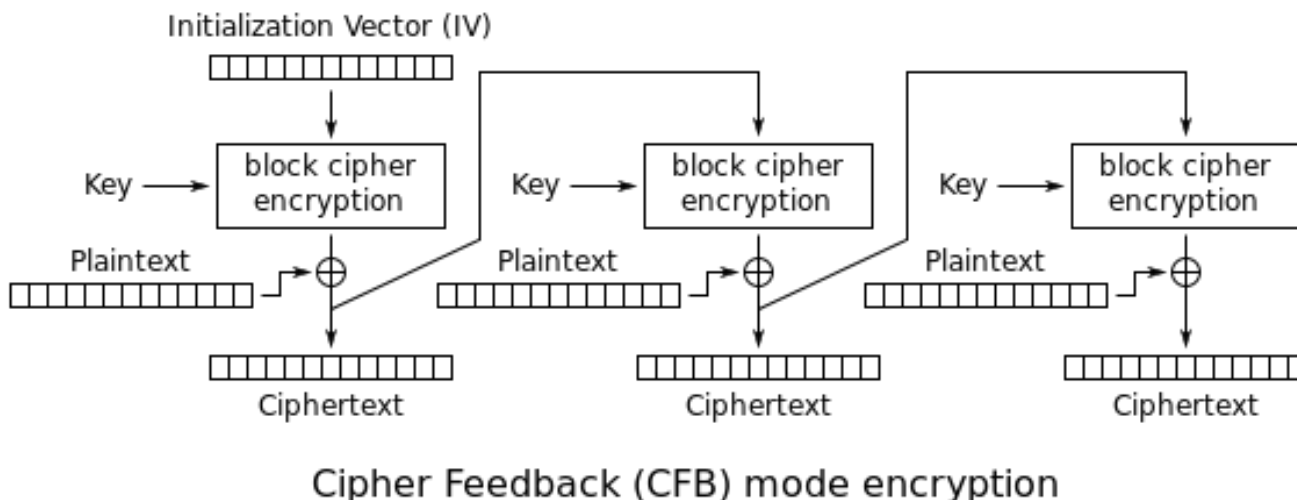 Initialization Vector (IV)
Key
block cipher
encryption
Key
block cipher
encryption
Key
block cipher
encryption
Plaintext
Plaintext
Plaintext
Ciphertext
Ciphertext
Ciphertext
Cipher Feedback (CFB) mode encryption